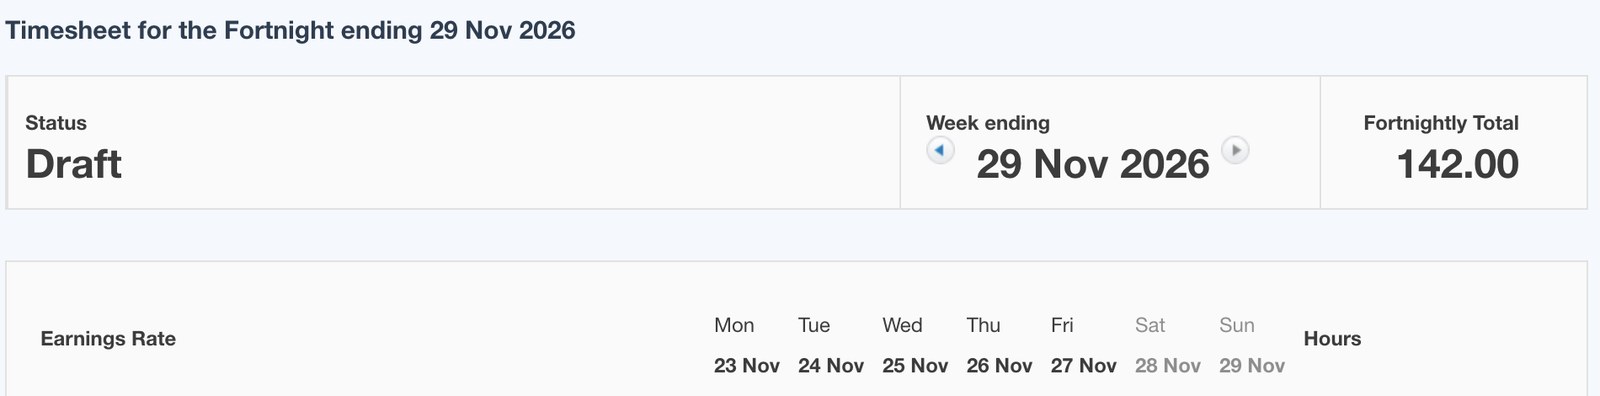 Timesheet for the Fortnight ending 29 Nov 2026
Status
Draft
Week ending
29 Nov 2026
Fortnightly Total
142.00
Earnings Rate
Mon Tue Wed Thu Fri Sat Sun
23 Nov 24 Nov 25 Nov 26 Nov 27 Nov 28 Nov 29 Nov
Hours